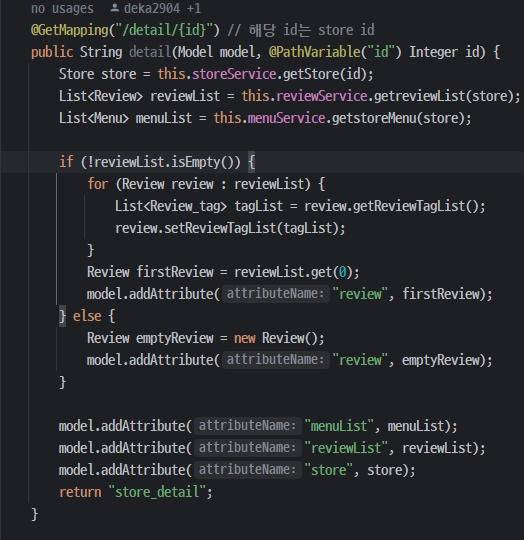 no usages   deka2904 +1
@GetMapping("/detail/{id}") // 해당 id는 store id
public String detail(Model model, @PathVariable("id") Integer id) {
    Store store = this.storeService.getStore(id);
    List<Review> reviewList = this.reviewService.getreviewList(store);
    List<Menu> menuList = this.menuService.getstoreMenu(store);

    if (!reviewList.isEmpty()) {
        for (Review review : reviewList) {
            List<Review_tag> tagList = review.getReviewTagList();
            review.setReviewTagList(tagList);
        }
        Review firstReview = reviewList.get(0);
        model.addAttribute( attributeName: "review", firstReview);
    } else {
        Review emptyReview = new Review();
        model.addAttribute( attributeName: "review", emptyReview);
    }

    model.addAttribute( attributeName: "menuList", menuList);
    model.addAttribute( attributeName: "reviewList", reviewList);
    model.addAttribute( attributeName: "store", store);
    return "store_detail";
}